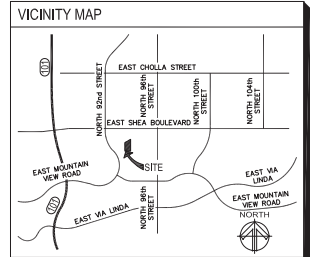 VICINITY MAP
101
NORTH 92nd STREET
EAST CHOLLA STREET
NORTH 96th
STREET
NORTH 100th
STREET
NORTH 104th
STREET
EAST SHEA BOULEVARD
SITE
EAST MOUNTAIN
VIEW ROAD
EAST VIA
LINDA
101
EAST VIA LINDA
NORTH 96th
STREET
EAST MOUNTAIN
VIEW ROAD
NORTH